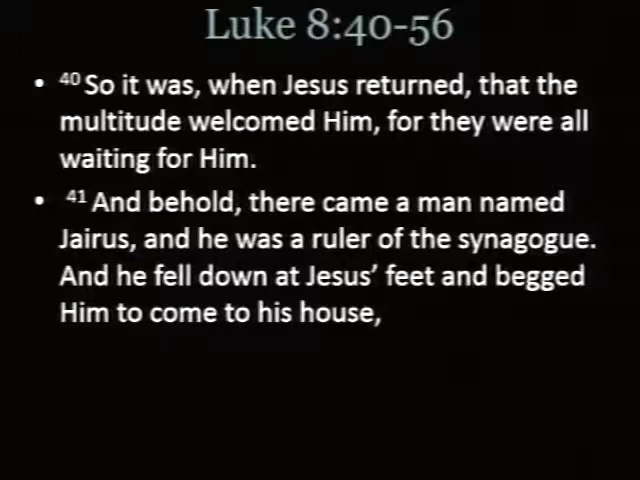 Luke 8:40-56
• 40 So it was, when Jesus returned, that the
multitude welcomed Him, for they were all
waiting for Him.
• 41 And behold, there came a man named
Jairus, and he was a ruler of the synagogue.
And he fell down at Jesus’ feet and begged
Him to come to his house,